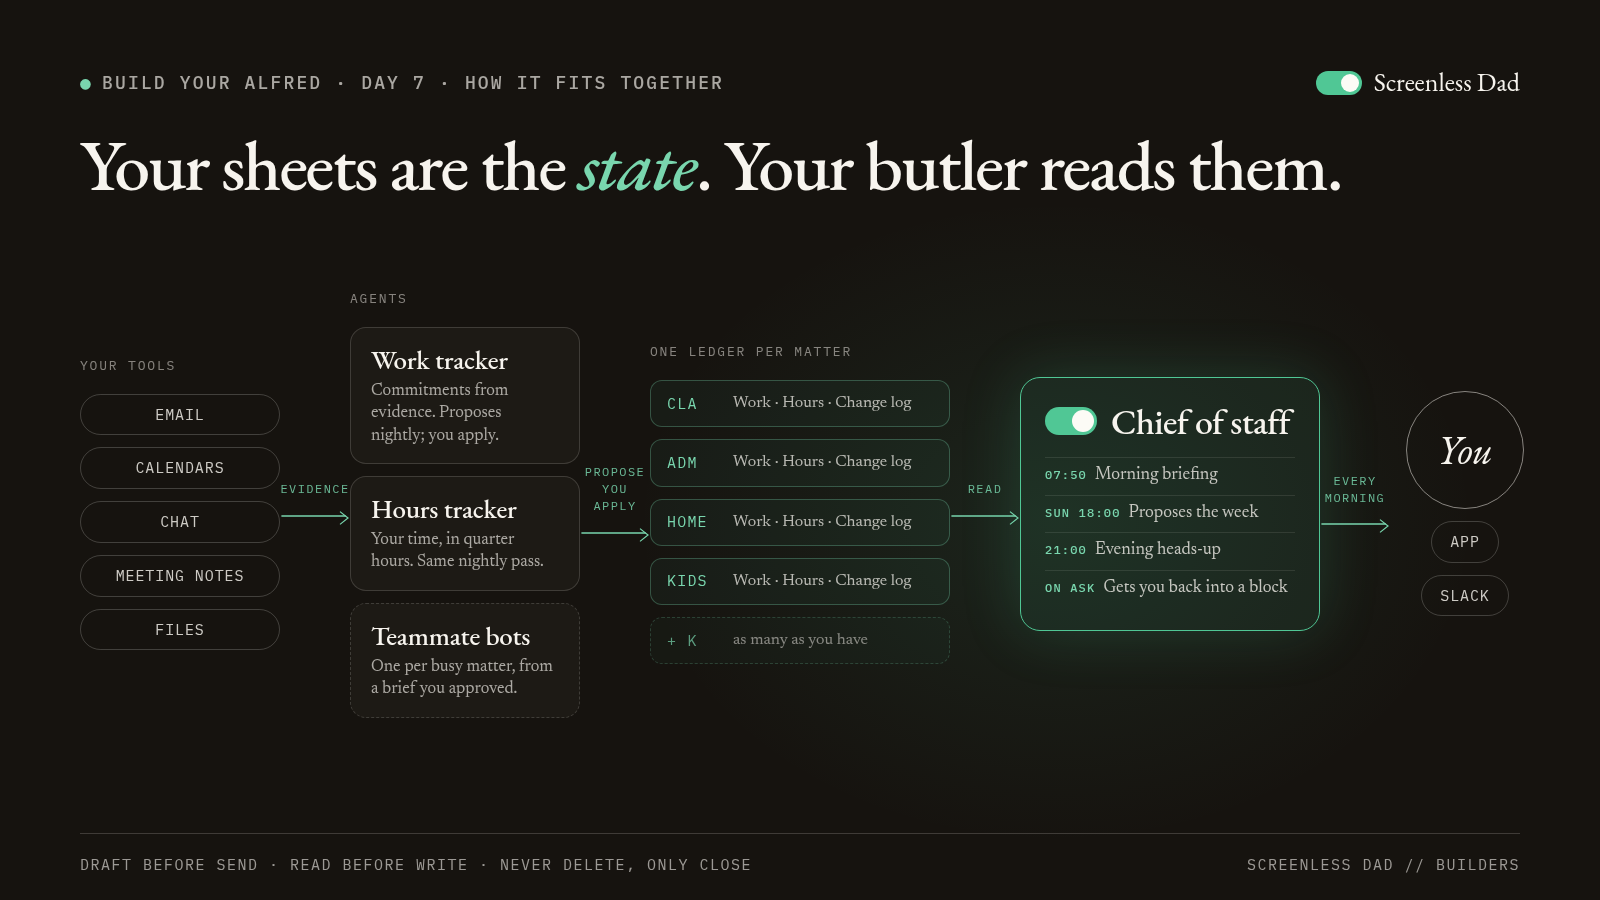 BUILD YOUR ALFRED · DAY 7 · HOW IT FITS TOGETHER
Screenless Dad
Your sheets are the state. Your butler reads them.
YOUR TOOLS
EMAIL
CALENDARS
CHAT
MEETING NOTES
FILES
EVIDENCE
AGENTS
Work tracker
Commitments from
evidence. Proposes
nightly; you apply.
Hours tracker
Your time, in quarter
hours. Same nightly pass.
Teammate bots
One per busy matter, from
a brief you approved.
PROPOSE
YOU
APPLY
ONE LEDGER PER MATTER
CLA Work · Hours · Change log
ADM Work · Hours · Change log
HOME Work · Hours · Change log
KIDS Work · Hours · Change log
+ K as many as you have
READ
Chief of staff
07:50 Morning briefing
SUN 18:00 Proposes the week
21:00 Evening heads-up
ON ASK Gets you back into a block
EVERY
MORNING
You
APP
SLACK
DRAFT BEFORE SEND · READ BEFORE WRITE · NEVER DELETE, ONLY CLOSE
SCREENLESS DAD // BUILDERS